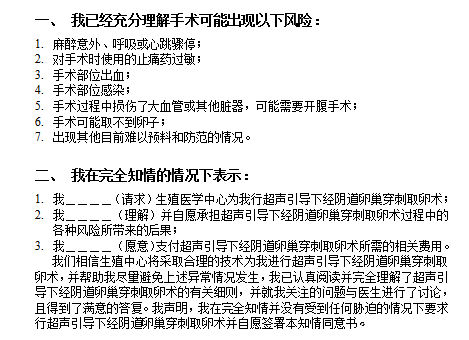 一、 我已经充分理解手术可能出现以下风险：
1. 麻醉意外、呼吸或心跳骤停；
2. 对手术时使用的止痛药过敏；
3. 手术部位出血；
4. 手术部位感染；
5. 手术过程中损伤了大血管或其他脏器，可能需要开腹手术；
6. 手术可能取不到卵子；
7. 出现其他目前难以预料和防范的情况。
二、 我在完全知情的情况下表示：
1. 我＿＿＿＿（请求）生殖医学中心为我行超声引导下经阴道卵巢穿刺取卵术；
2. 我＿＿＿＿（理解）并自愿承担超声引导下经阴道卵巢穿刺取卵术过程中的
各种风险所带来的后果；
3. 我＿＿＿＿（愿意）支付超声引导下经阴道卵巢穿刺取卵术所需的相关费用。
我们相信生殖中心将采取合理的技术为我进行超声引导下经阴道卵巢穿刺取
卵术，并帮助我尽量避免上述异常情况发生，我已认真阅读并完全理解了超声引
导下经阴道卵巢穿刺取卵术的有关细则，并就我关注的问题与医生进行了讨论，
且得到了满意的答复。我声明，我在完全知情并没有受到任何胁迫的情况下要求
行超声引导下经阴道卵巢穿刺取卵术并自愿签署本知情同意书。